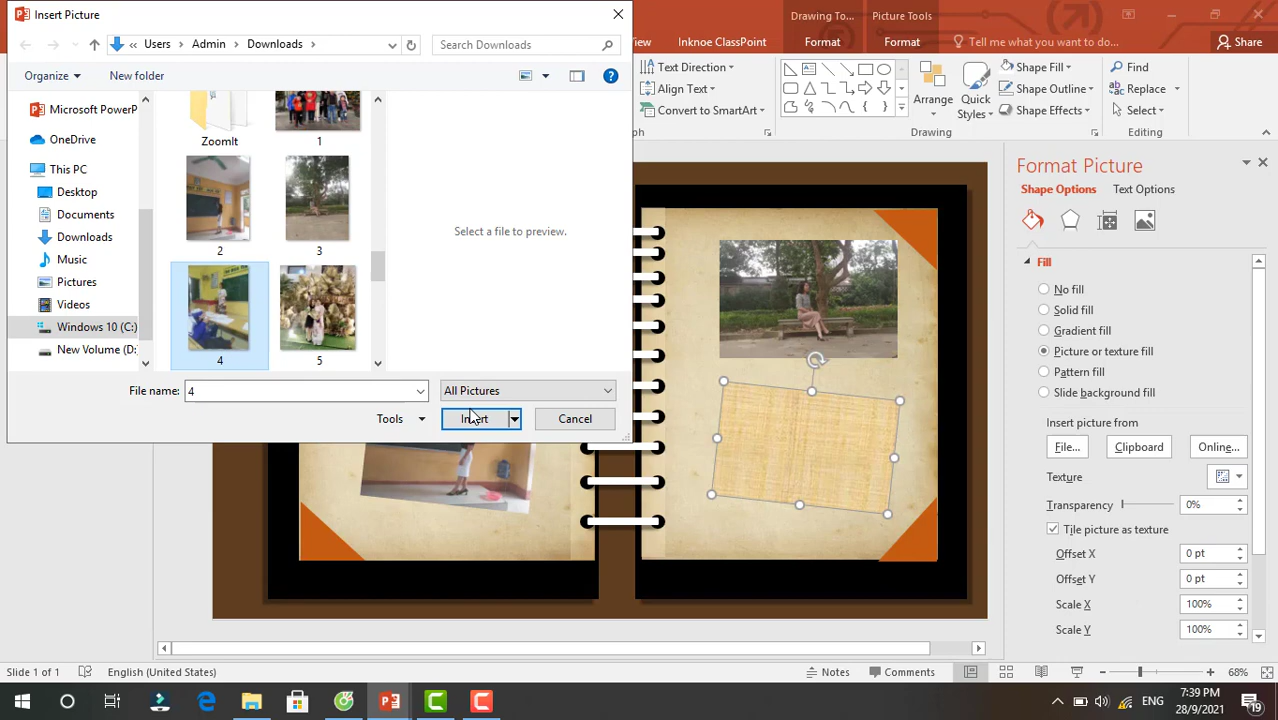 Insert Picture
Users > Admin > Downloads >
Search Downloads
Organize
New folder
Microsoft PowerP
OneDrive
This PC
Desktop
Documents
Downloads
Music
Pictures
Videos
Windows 10 (C:)
New Volume (D:
ZoomIt
1
2
3
4
5
Select a file to preview.
File name:
4
All Pictures
Tools
Insert
Cancel
Drawing To...
Picture Tools
View
Inknoe ClassPoint
Format
Format
Tell me what you want to do...
Share
Text Direction
Align Text
Convert to SmartArt
Arrange
Quick
Styles
Shape Fill
Shape Outline
Shape Effects
Find
Replace
Select
Drawing
Editing
Format Picture
Shape Options
Text Options
Fill
No fill
Solid fill
Gradient fill
Picture or texture fill
Pattern fill
Slide background fill
Insert picture from
File...
Clipboard
Online...
Texture
Transparency
0%
Tile picture as texture
Offset X
0 pt
Offset Y
0 pt
Scale X
100%
Scale Y
100%
Slide 1 of 1
English (United States)
Notes
Comments
68%
ENG
7:39 PM
28/9/2021
19